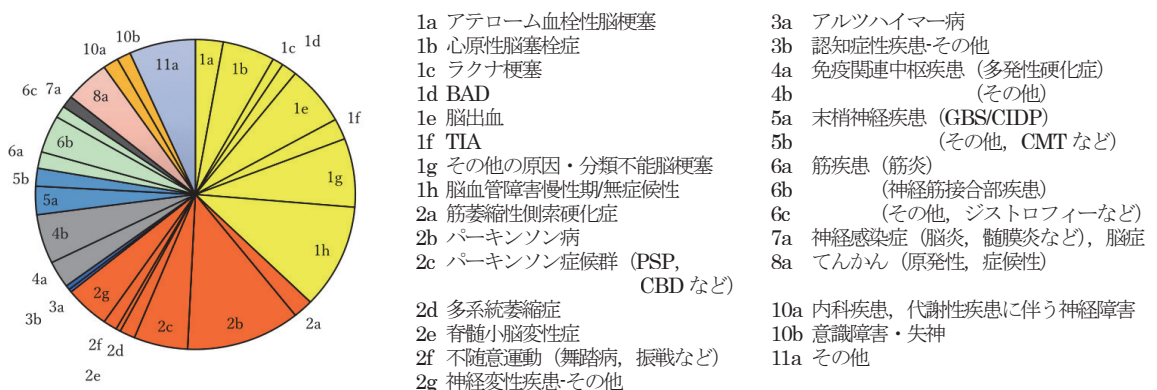 10a
10b
11a
1a
1b
1c
1d
1e
1f
1g
1h
2a
2b
2c
2d
2e
2f
2g
3a
3b
4a
4b
5a
5b
6a
6b
6c
7a
8a
1a アテローム血栓性脳梗塞
1b 心原性脳塞栓症
1c ラクナ梗塞
1d BAD
1e 脳出血
1f TIA
1g その他の原因・分類不能脳梗塞
1h 脳血管障害慢性期/無症候性
2a 筋萎縮性側索硬化症
2b パーキンソン病
2c パーキンソン症候群（PSP，
CBD など）
2d 多系統萎縮症
2e 脊髄小脳変性症
2f 不随意運動（舞踏病，振戦など）
2g 神経変性疾患-その他
3a アルツハイマー病
3b 認知症性疾患-その他
4a 免疫関連中枢疾患（多発性硬化症）
4b （その他）
5a 末梢神経疾患（GBS/CIDP）
5b （その他，CMT など）
6a 筋疾患（筋炎）
6b （神経筋接合部疾患）
6c （その他，ジストロフィーなど）
7a 神経感染症（脳炎，髄膜炎など），脳症
8a てんかん（原発性，症候性）
10a 内科疾患，代謝性疾患に伴う神経障害
10b 意識障害・失神
11a その他